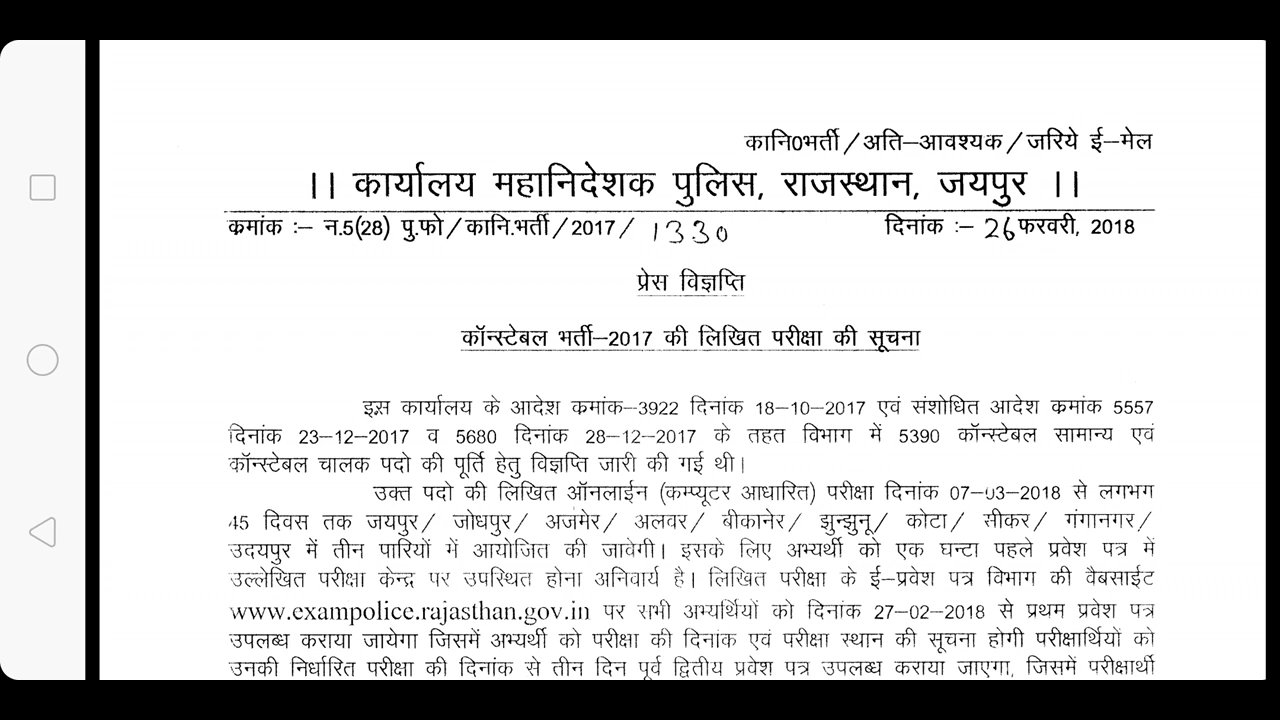 कानि0भर्ती/अति–आवश्यक/जरिये ई–मेल
।। कार्यालय महानिदेशक पुलिस, राजस्थान, जयपुर ।।
कमांक :– न.5(28) पु.फो/कानि.भर्ती/2017/ 1330 दिनांक :– 26 फरवरी, 2018
प्रेस विज्ञप्ति
कॉन्स्टेबल भर्ती–2017 की लिखित परीक्षा की सूचना
इस कार्यालय के आदेश कमांक–3922 दिनांक 18–10–2017 एवं संशोधित आदेश कमांक 5557
दिनांक 23–12–2017 व 5680 दिनांक 28–12–2017 के तहत विभाग में 5390 कॉन्स्टेबल सामान्य एवं
कॉन्स्टेबल चालक पदो की पूर्ति हेतु विज्ञप्ति जारी की गई थी।
उक्त पदो की लिखित ऑनलाईन (कम्प्यूटर आधारित) परीक्षा दिनांक 07–03–2018 से लगभग
45 दिवस तक जयपुर/ जोधपुर/ अजमेर/ अलवर/ बीकानेर/ झुन्झुनू/ कोटा/ सीकर/ गंगानगर/
उदयपुर में तीन पारियों में आयोजित की जावेगी। इसके लिए अभ्यर्थी को एक घन्टा पहले प्रवेश पत्र में
उल्लेखित परीक्षा केन्द्र पर उपस्थित होना अनिवार्य है। लिखित परीक्षा के ई–प्रवेश पत्र विभाग की वैबसाईट
www.exampolice.rajasthan.gov.in पर सभी अभ्यर्थियों को दिनांक 27–02–2018 से प्रथम प्रवेश पत्र
उपलब्ध कराया जायेगा जिसमें अभ्यर्थी को परीक्षा की दिनांक एवं परीक्षा स्थान की सूचना होगी परीक्षार्थियों को
उनकी निर्धारित परीक्षा की दिनांक से तीन दिन पूर्व द्वितीय प्रवेश पत्र उपलब्ध कराया जाएगा, जिसमें परीक्षार्थी